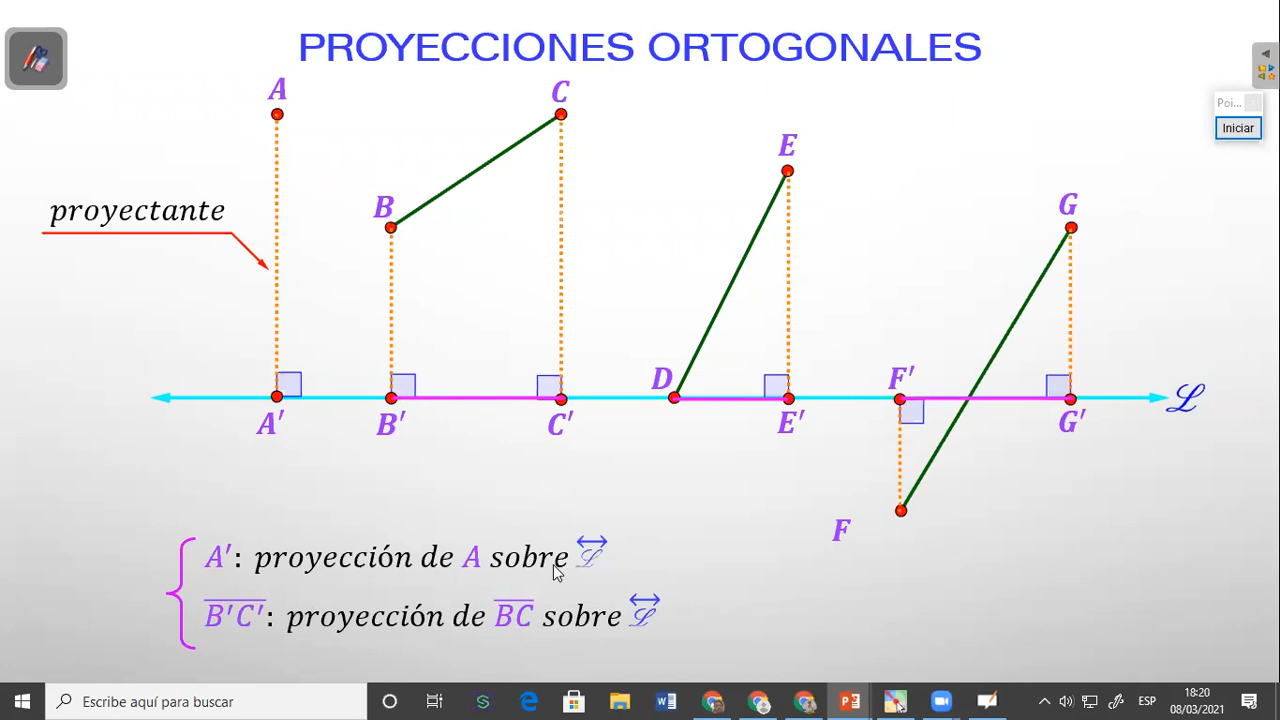 PROYECCIONES ORTOGONALES
A
C
E
B
G
proyectante
D
F'
ℒ
A'
B'
C'
E'
G'
F
A': proyección de A sobre ℒ
B'C': proyección de BC sobre ℒ
Poi...
Iniciar
Escribe aquí para buscar
ESP
18:20
08/03/2021